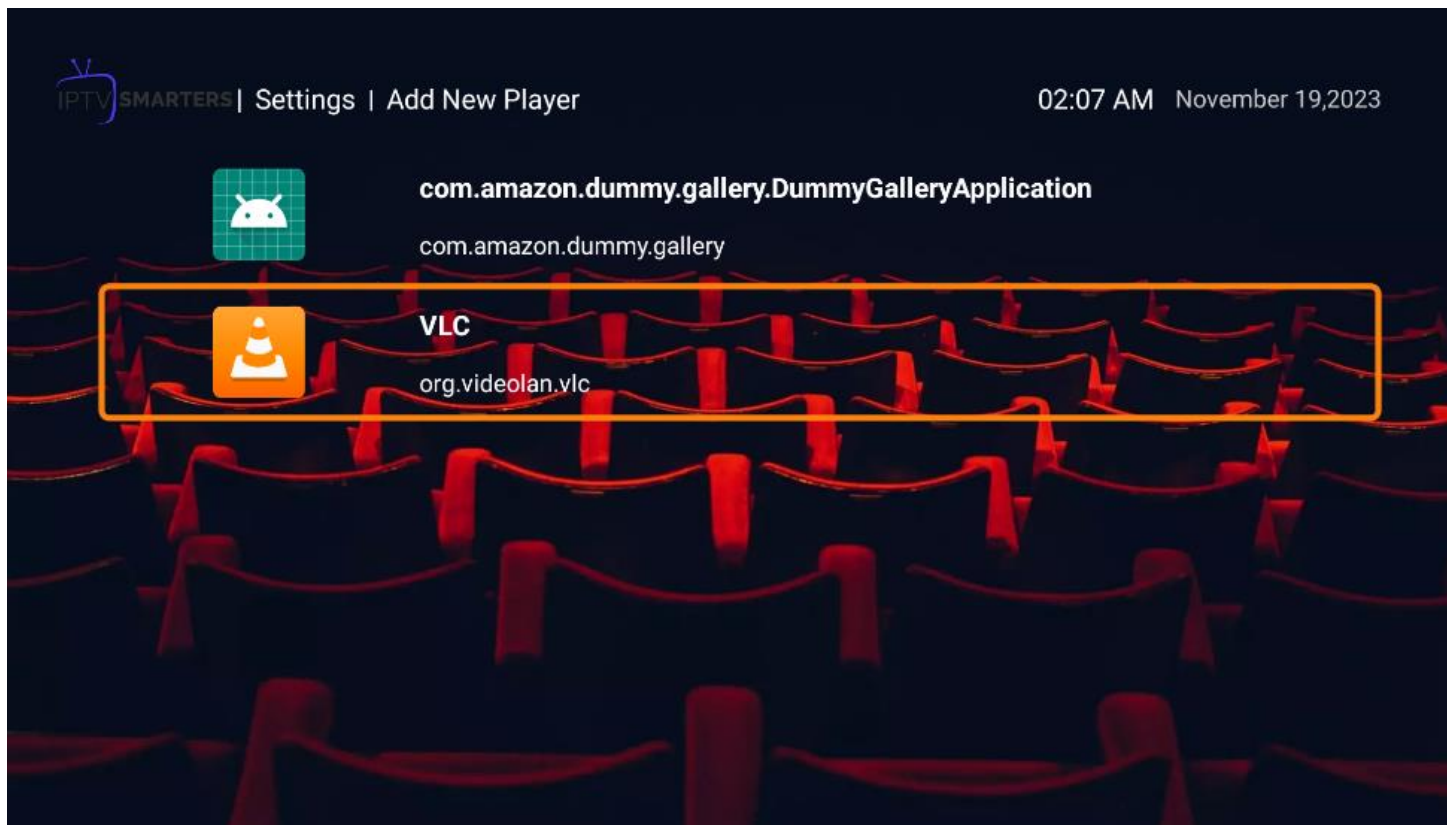 IPTV SMARTERS | Settings | Add New Player 02:07 AM November 19,2023
com.amazon.dummy.gallery.DummyGalleryApplication
com.amazon.dummy.gallery
VLC
org.videolan.vlc